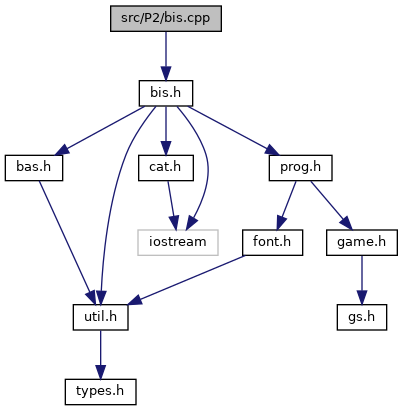 src/P2/bis.cpp
bis.h
bas.h
cat.h
prog.h
iostream
font.h
game.h
util.h
gs.h
types.h